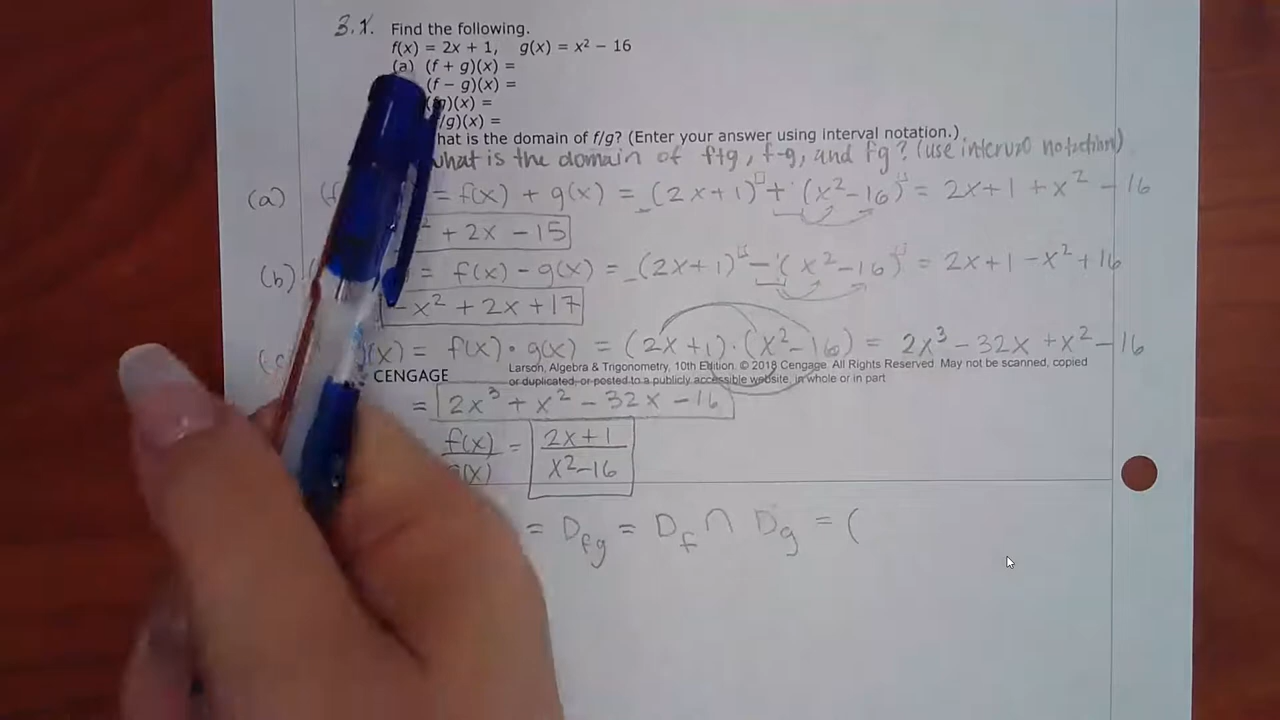 3.1. Find the following.
f(x) = 2x + 1, g(x) = x² − 16
(a) (f + g)(x) =
(f − g)(x) =
)(x) =
/g)(x) =
hat is the domain of f/g? (Enter your answer using interval notation.)
what is the domain of f+g, f-g, and fg? (use interval notation)
(a) = f(x) + g(x) = (2x+1) + (x²-16) = 2x+1 + x² - 16
+ 2x - 15
(b) = f(x) - g(x) = (2x+1) - (x²-16) = 2x+1 - x² + 16
- x² + 2x + 17
(x) = f(x) · g(x) = (2x+1) · (x²-16) = 2x³ - 32x + x² - 16
CENGAGE Larson, Algebra & Trigonometry, 10th Edition. © 2018 Cengage. All Rights Reserved. May not be scanned, copied
or duplicated, or posted to a publicly accessible website, in whole or in part
= 2x³ + x² - 32x - 16
f(x) = 2x+1
(x) x²-16
= D_fg = D_f ∩ D_g = (